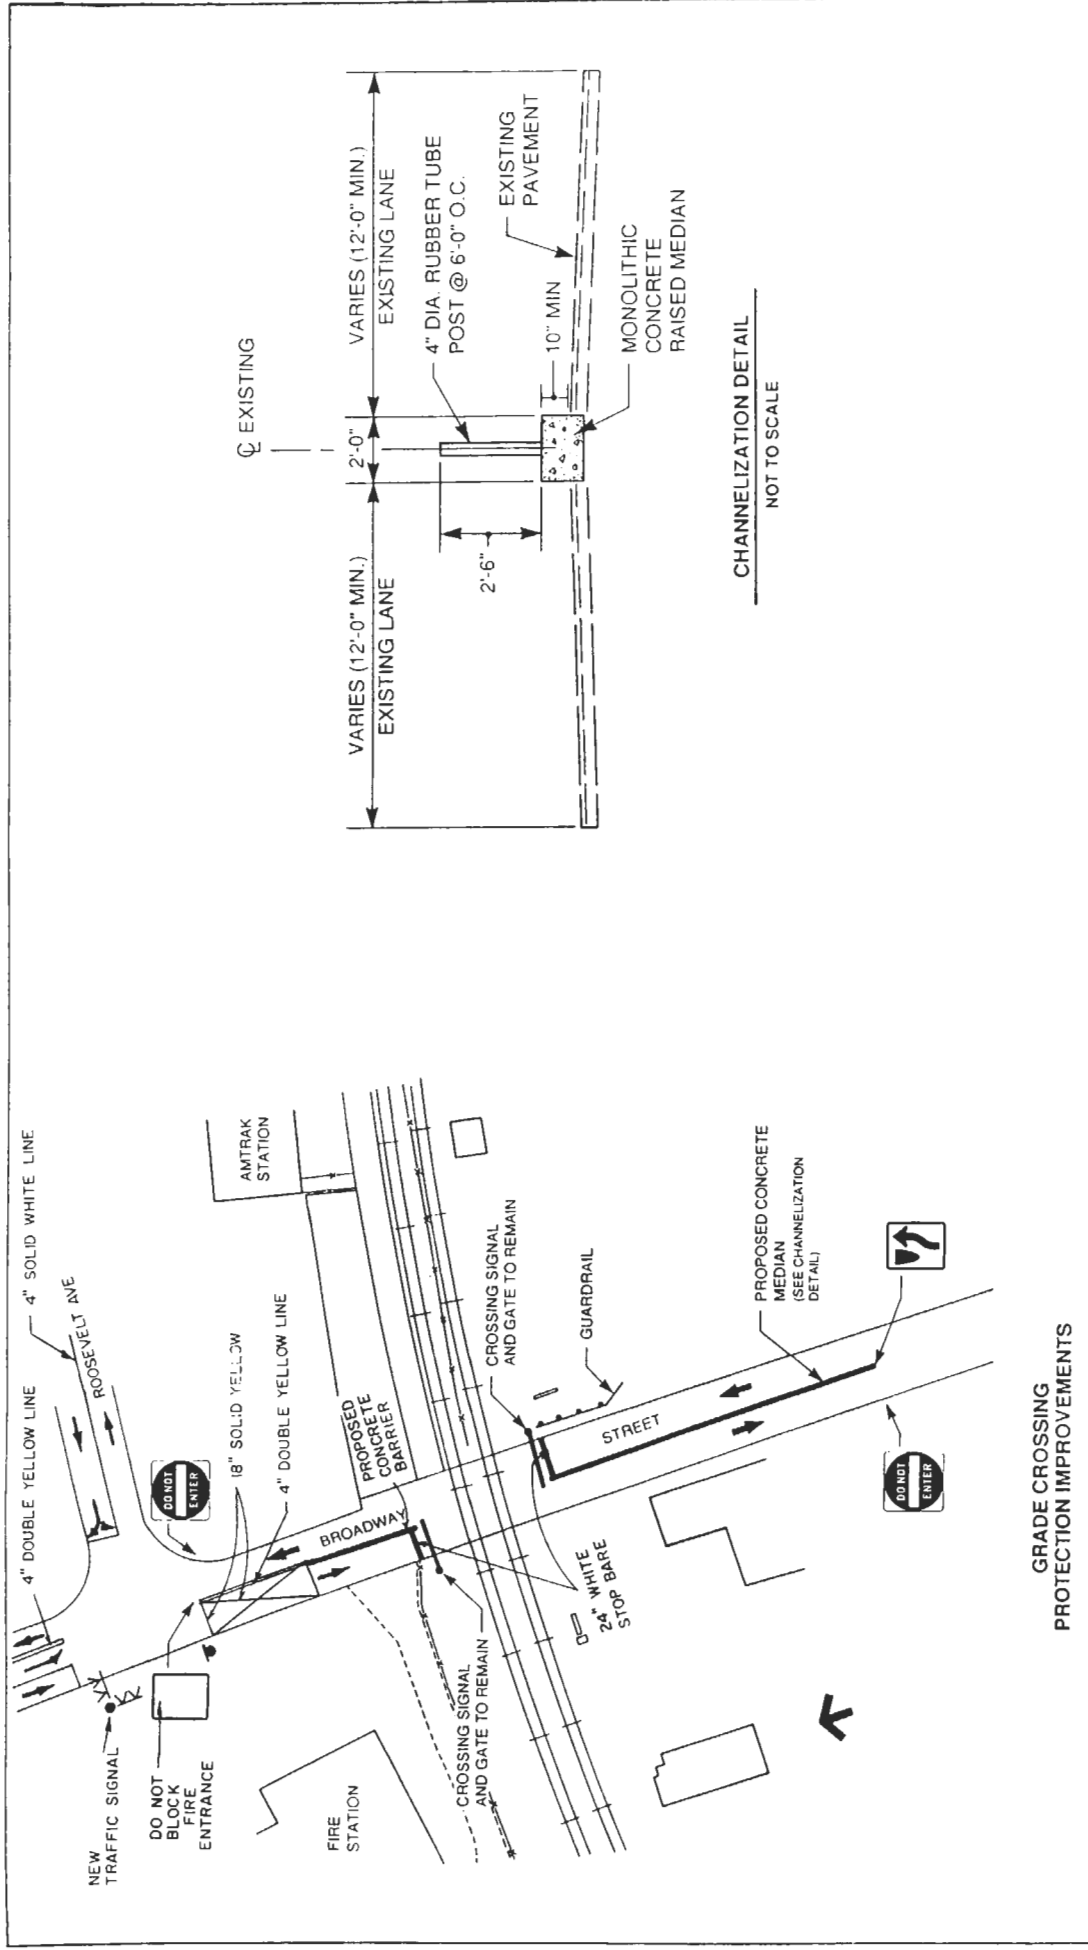 4" DOUBLE YELLOW LINE
4" SOLID WHITE LINE
ROOSEVELT AVE
NEW
TRAFFIC SIGNAL
DO NOT
BLOCK
FIRE
ENTRANCE
DO NOT
ENTER
18" SOLID YELLOW
4" DOUBLE YELLOW LINE
AMTRAK
STATION
FIRE
STATION
PROPOSED
CONCRETE
BARRIER
BROADWAY
CROSSING SIGNAL
AND GATE TO REMAIN
CROSSING SIGNAL
AND GATE TO REMAIN
24" WHITE
STOP BARE
GUARDRAIL
STREET
PROPOSED CONCRETE
MEDIAN
(SEE CHANNELIZATION
DETAIL)
DO NOT
ENTER
GRADE CROSSING
PROTECTION IMPROVEMENTS
℄ EXISTING
VARIES (12'-0" MIN.)
EXISTING LANE
2'-0"
VARIES (12'-0" MIN.)
EXISTING LANE
2'-6"
4" DIA. RUBBER TUBE
POST @ 6'-0" O.C.
10" MIN
EXISTING
PAVEMENT
MONOLITHIC
CONCRETE
RAISED MEDIAN
CHANNELIZATION DETAIL
NOT TO SCALE